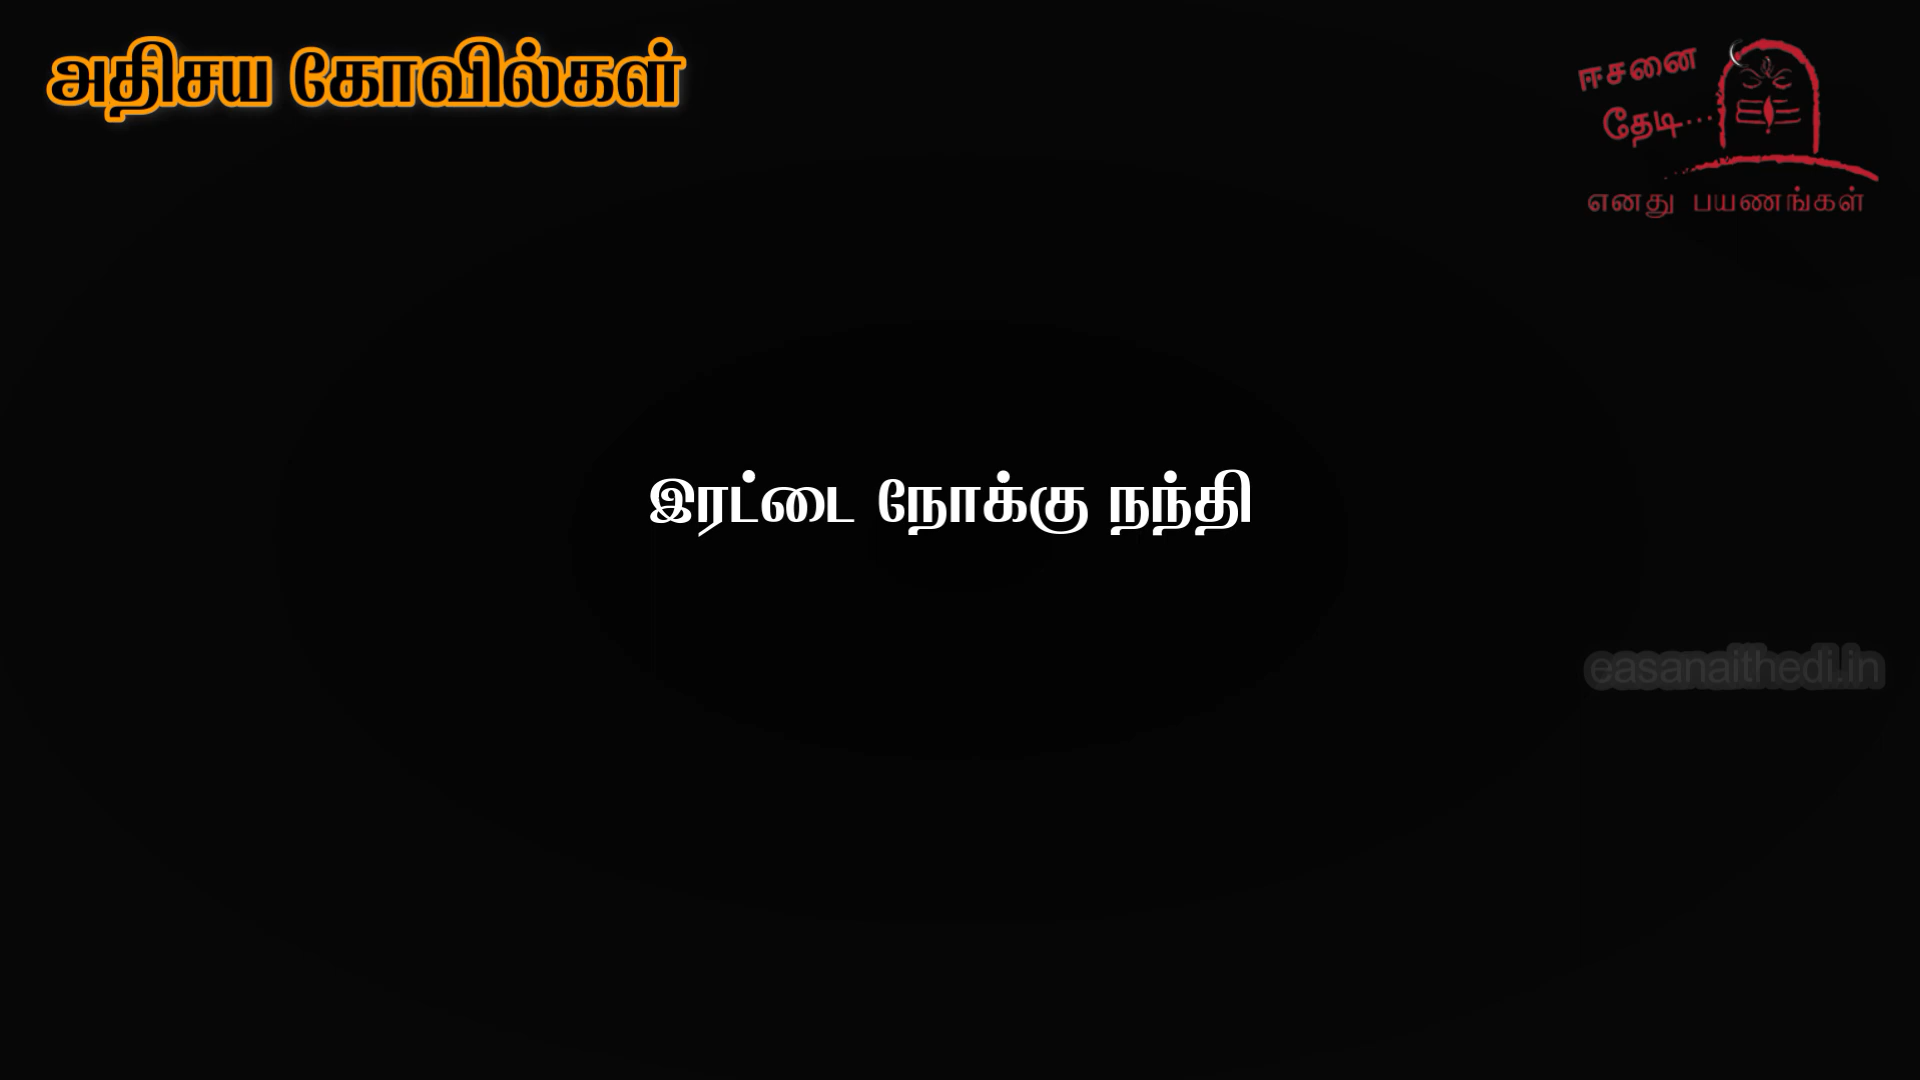 அதிசய கோவில்கள்
ஈசனை
தேடி...
எனது பயணங்கள்
இரட்டை நோக்கு நந்தி
easanaithedi.in